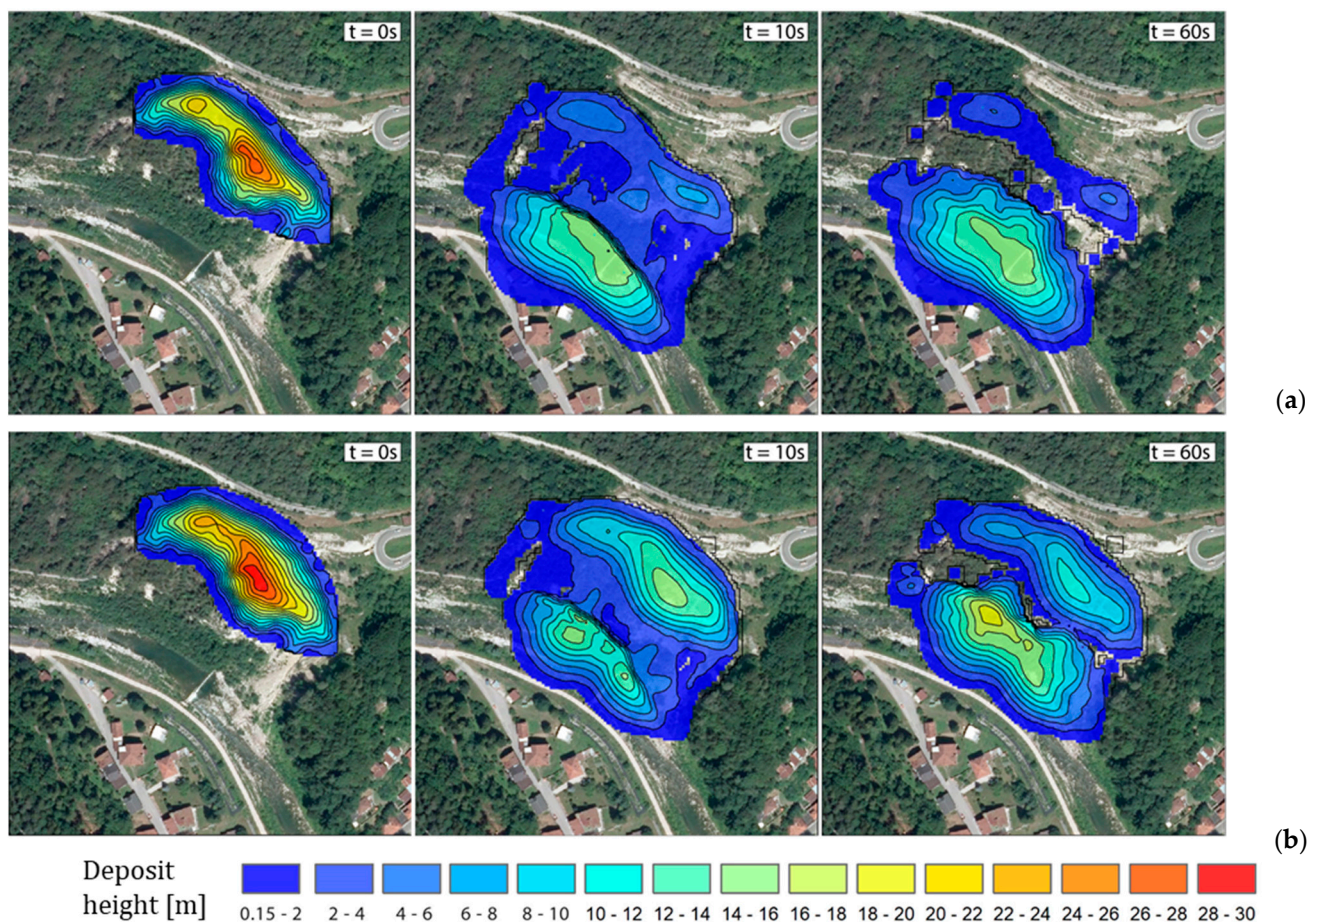 t = 0s
t = 10s
t = 60s
(a)
t = 0s
t = 10s
t = 60s
(b)
Deposit
height [m]
0.15 - 2 2 - 4 4 - 6 6 - 8 8 - 10 10 - 12 12 - 14 14 - 16 16 - 18 18 - 20 20 - 22 22 - 24 24 - 26 26 - 28 28 - 30